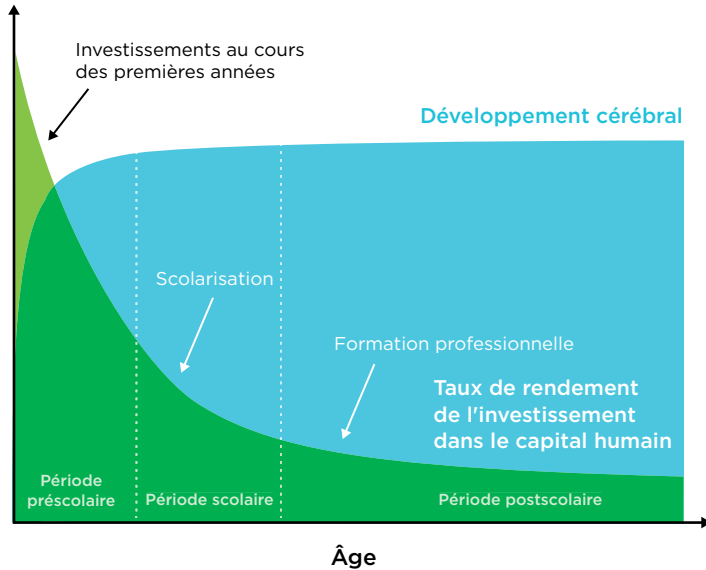 Investissements au cours
des premières années
Développement cérébral
Scolarisation
Formation professionnelle
Taux de rendement
de l'investissement
dans le capital humain
Période
préscolaire
Période scolaire
Période postscolaire
Âge